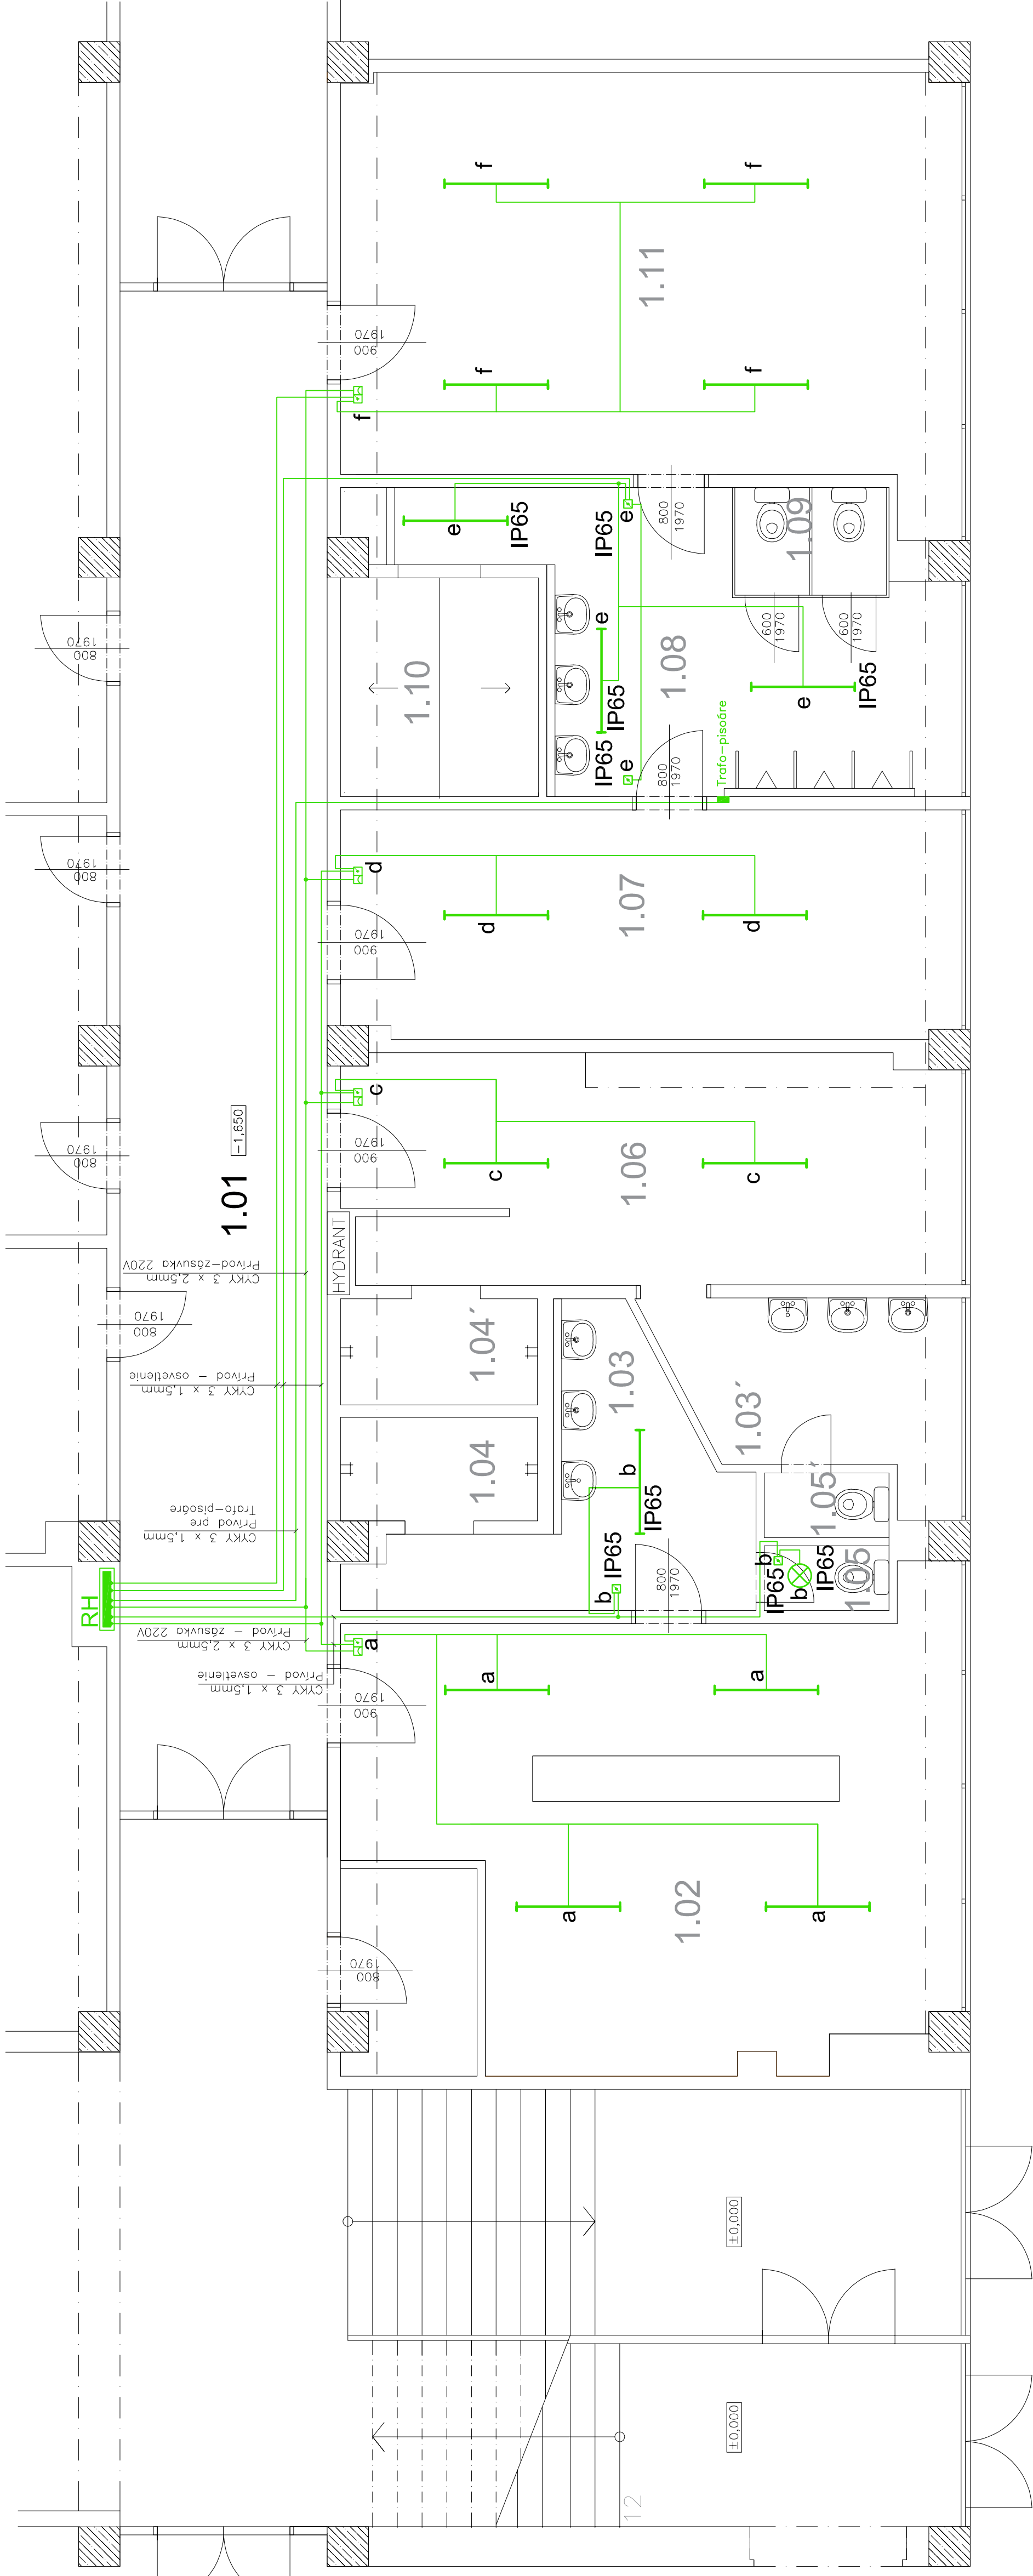 f
f
1970
900
1.11
f
f
f
e
IP65
IP65
e
800
1970
1.09
1970
800
1.10
IP65
e
1.08
600
1970
600
1970
IP65
e
IP65
e
800
1970
Trafo-pisoáre
1970
800
d
1970
900
d
1.07
d
c
1970
900
c
1.06
c
1970
800
1.01
-1,650
HYDRANT
Prívod-zásuvka 220V
CYKY 3 x 2,5mm
1970
800
Prívod - osvetlenie
CYKY 3 x 1,5mm
1.04´
1.04
1.03
1.03´
b
IP65
Trafo-pisoáre
Prívod pre
CYKY 3 x 1,5mm
RH
b
IP65
800
1970
1.05´
1.05
b
IP65
b
IP65
Prívod - zásuvka 220V
CYKY 3 x 2,5mm
Prívod - osvetlenie
CYKY 3 x 1,5mm
a
1970
900
a
a
1.02
a
a
1970
800
±0,000
±0,000
12